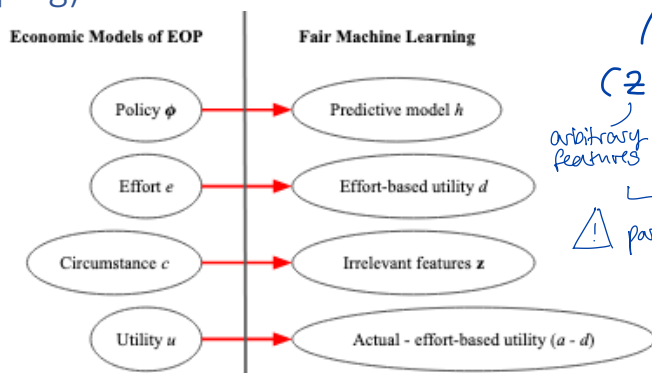 Economic Models of EOP
Fair Machine Learning
Policy ϕ
Predictive model h
Effort e
Effort-based utility d
Circumstance c
Irrelevant features z
Utility u
Actual - effort-based utility (a - d)
(z
arbitrary
features
!